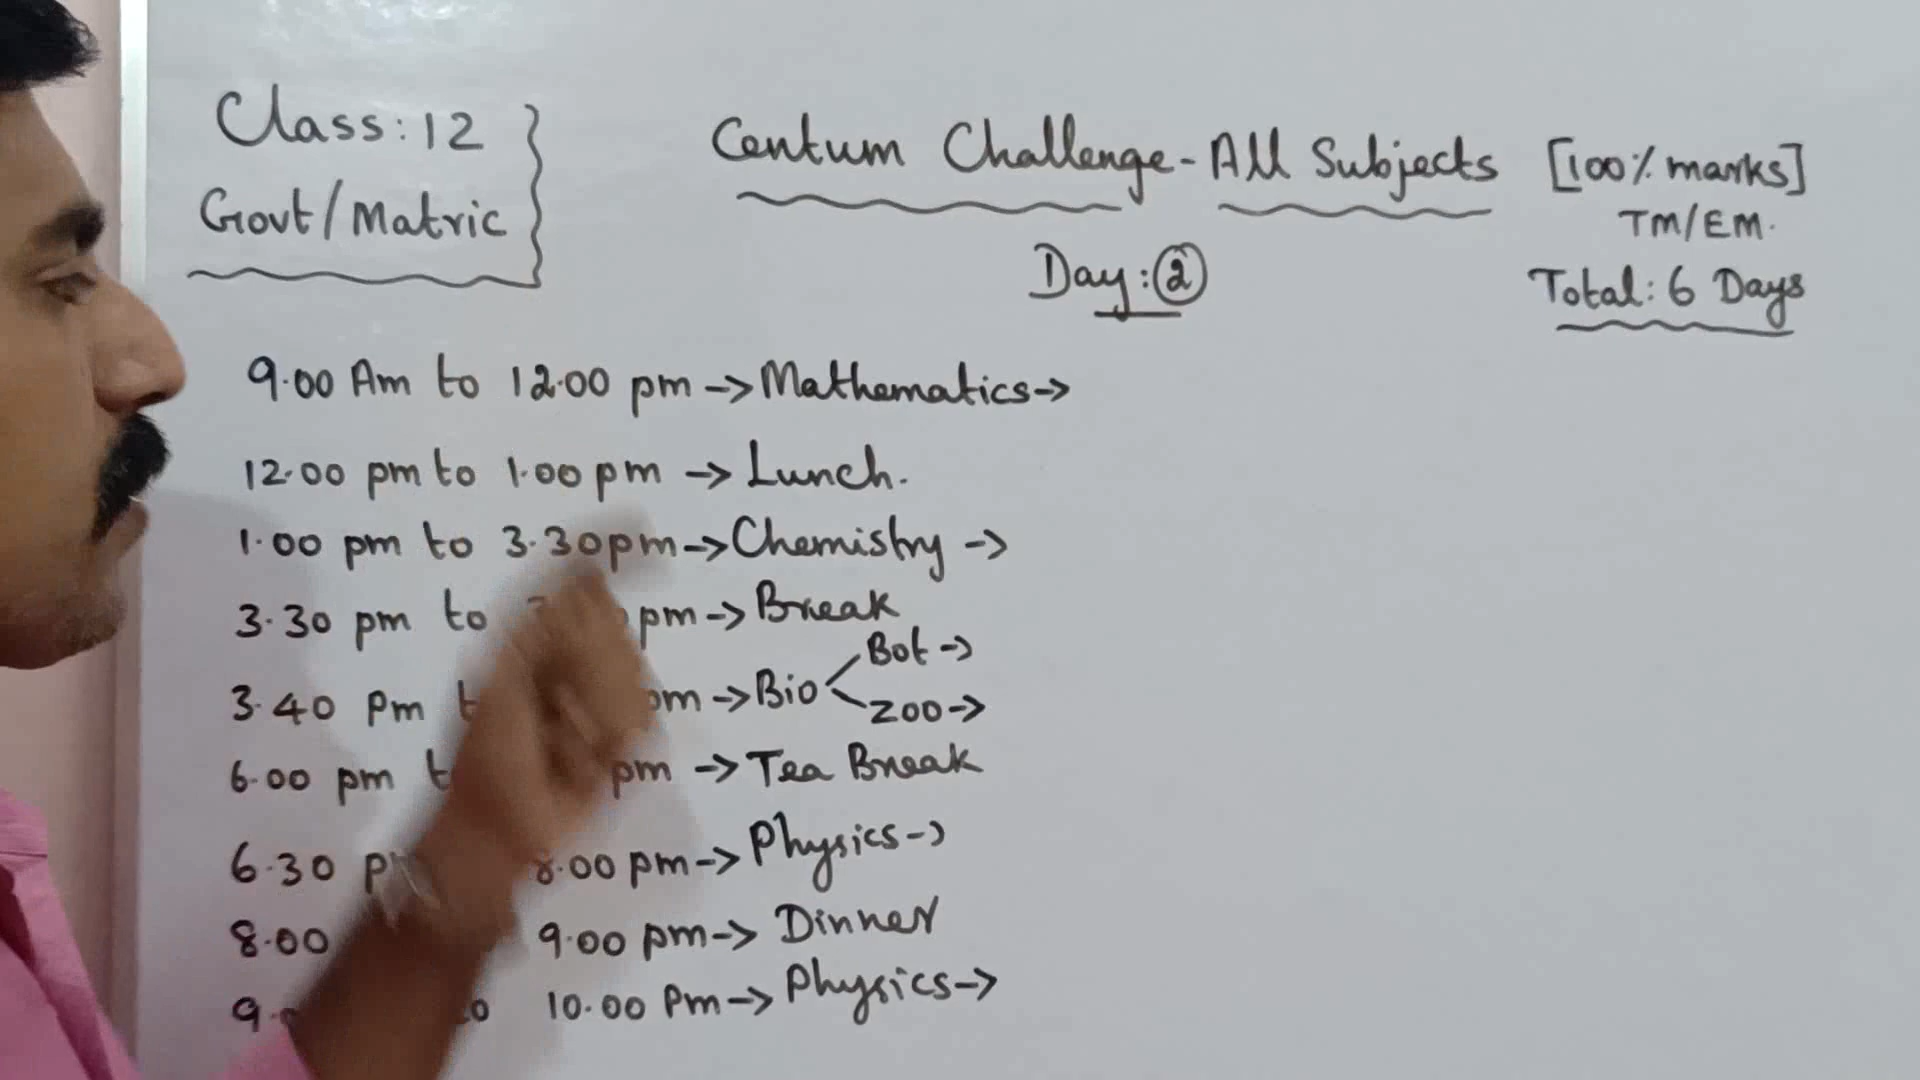 Class: 12
Govt/Matric
Centum Challenge - All Subjects [100% marks]
TM/EM.
Day: 2
Total: 6 Days
9.00 Am to 12.00 pm -> Mathematics ->
12.00 pm to 1.00 pm -> Lunch.
1.00 pm to 3.30 pm -> Chemistry ->
3.30 pm to pm -> Break
3.40 Pm pm -> Bio
Bot ->
Zoo ->
6.00 pm pm -> Tea Break
6.30 8.00 pm -> Physics ->
8.00 9.00 pm -> Dinner
10.00 Pm -> Physics ->